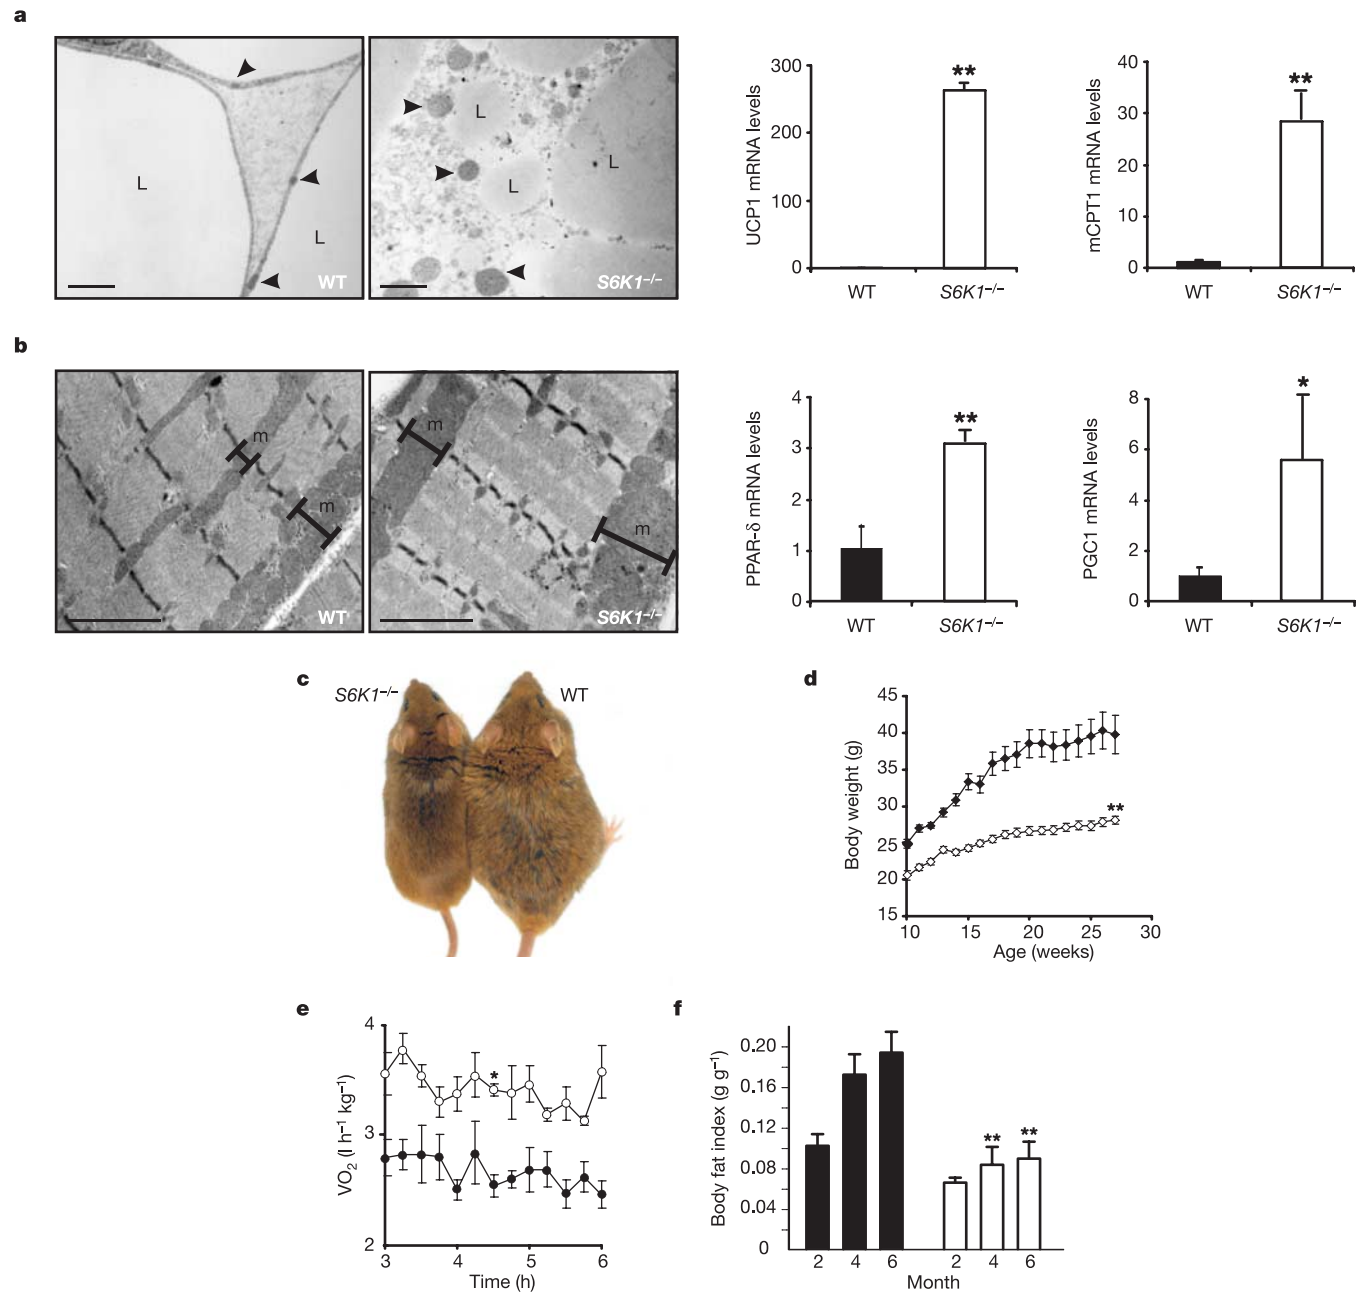 a
L
L
WT
L
L
L
S6K1−/−
UCP1 mRNA levels
300
200
100
0
**
WT
S6K1−/−
mCPT1 mRNA levels
40
30
20
10
0
**
WT
S6K1−/−
b
m
m
WT
m
m
S6K1−/−
PPAR-δ mRNA levels
4
3
2
1
0
**
WT
S6K1−/−
PGC1 mRNA levels
8
6
4
2
0
*
WT
S6K1−/−
c
S6K1−/−
WT
d
Body weight (g)
45
40
35
30
25
20
15
**
10 15 20 25 30
Age (weeks)
e
VO₂ (l h⁻¹ kg⁻¹)
4
3
2
*
3 4 5 6
Time (h)
f
Body fat index (g g⁻¹)
0.20
0.16
0.12
0.08
0.04
0
** **
2 4 6 2 4 6
Month